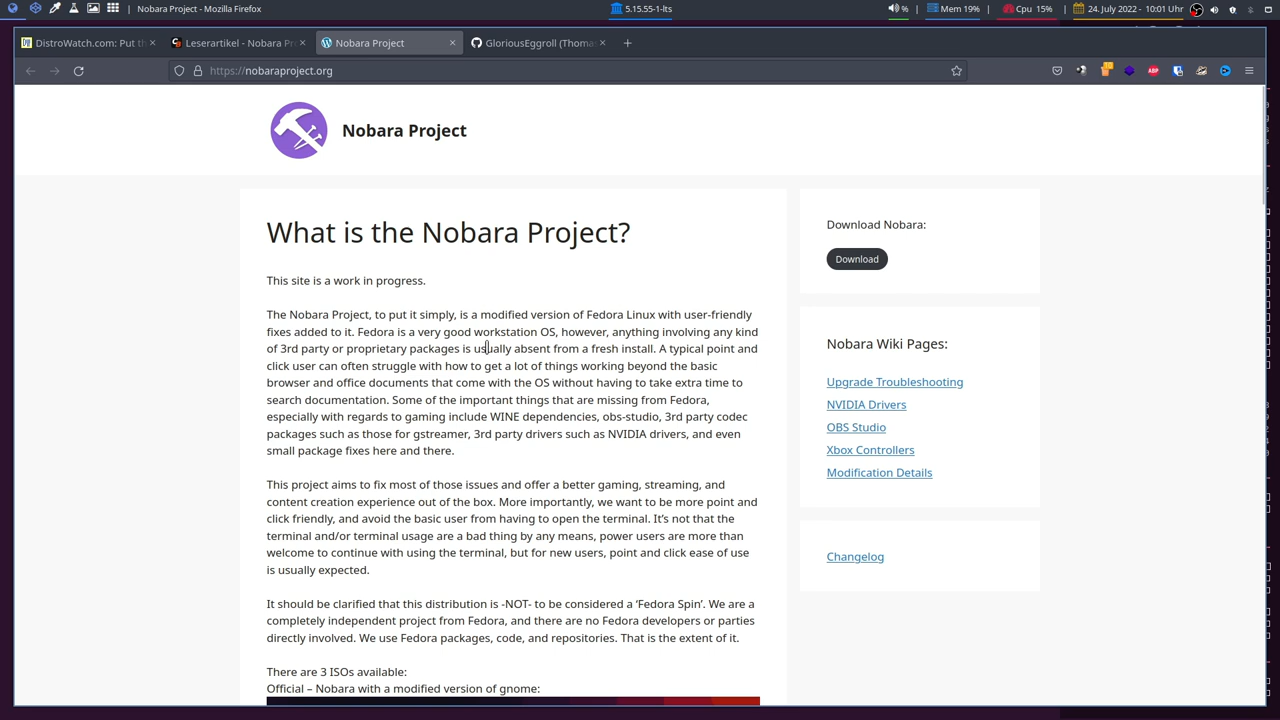 Nobara Project - Mozilla Firefox
5.15.55-1-lts
%
Mem 19%
Cpu 15%
24. July 2022 - 10:01 Uhr
DistroWatch.com: Put th
Leserartikel - Nobara Pr
Nobara Project
GloriousEggroll (Thomas
https://nobaraproject.org
Nobara Project
What is the Nobara Project?
This site is a work in progress.
The Nobara Project, to put it simply, is a modified version of Fedora Linux with user-friendly
fixes added to it. Fedora is a very good workstation OS, however, anything involving any kind
of 3rd party or proprietary packages is usually absent from a fresh install. A typical point and
click user can often struggle with how to get a lot of things working beyond the basic
browser and office documents that come with the OS without having to take extra time to
search documentation. Some of the important things that are missing from Fedora,
especially with regards to gaming include WINE dependencies, obs-studio, 3rd party codec
packages such as those for gstreamer, 3rd party drivers such as NVIDIA drivers, and even
small package fixes here and there.
This project aims to fix most of those issues and offer a better gaming, streaming, and
content creation experience out of the box. More importantly, we want to be more point and
click friendly, and avoid the basic user from having to open the terminal. It’s not that the
terminal and/or terminal usage are a bad thing by any means, power users are more than
welcome to continue with using the terminal, but for new users, point and click ease of use
is usually expected.
It should be clarified that this distribution is -NOT- to be considered a ‘Fedora Spin’. We are a
completely independent project from Fedora, and there are no Fedora developers or parties
directly involved. We use Fedora packages, code, and repositories. That is the extent of it.
There are 3 ISOs available:
Official – Nobara with a modified version of gnome:
Download Nobara:
Download
Nobara Wiki Pages:
Upgrade Troubleshooting
NVIDIA Drivers
OBS Studio
Xbox Controllers
Modification Details
Changelog